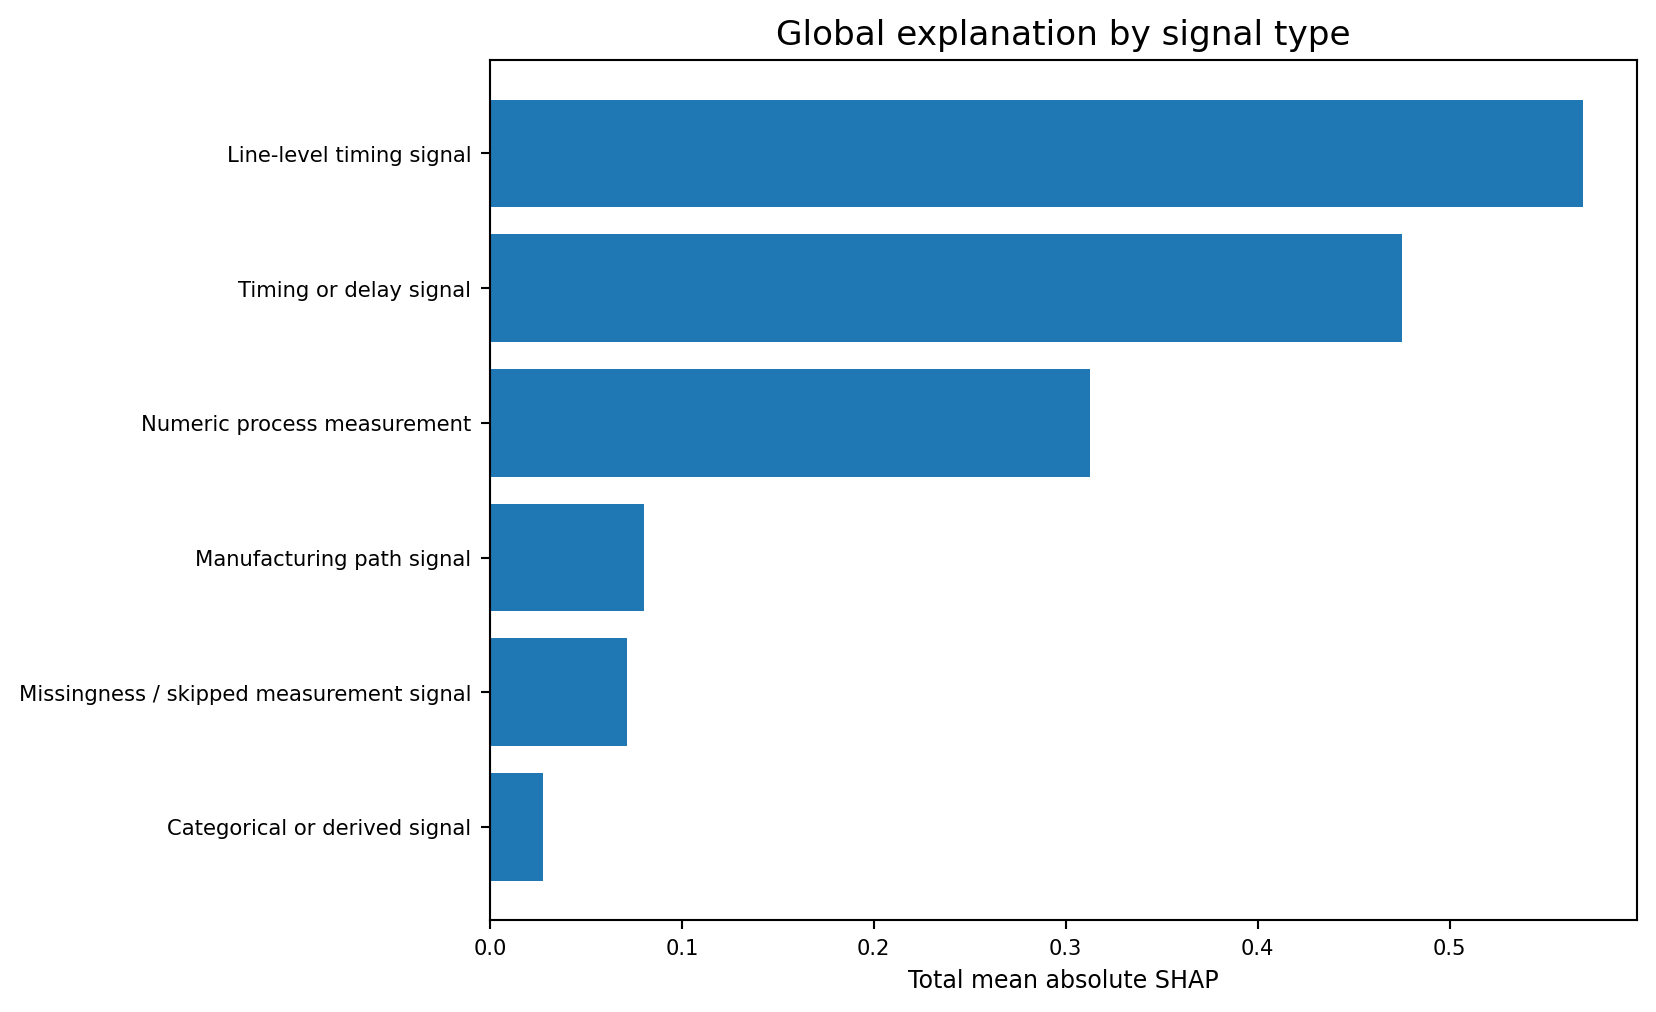 Global explanation by signal type
Line-level timing signal
Timing or delay signal
Numeric process measurement
Manufacturing path signal
Missingness / skipped measurement signal
Categorical or derived signal
0.0 0.1 0.2 0.3 0.4 0.5
Total mean absolute SHAP